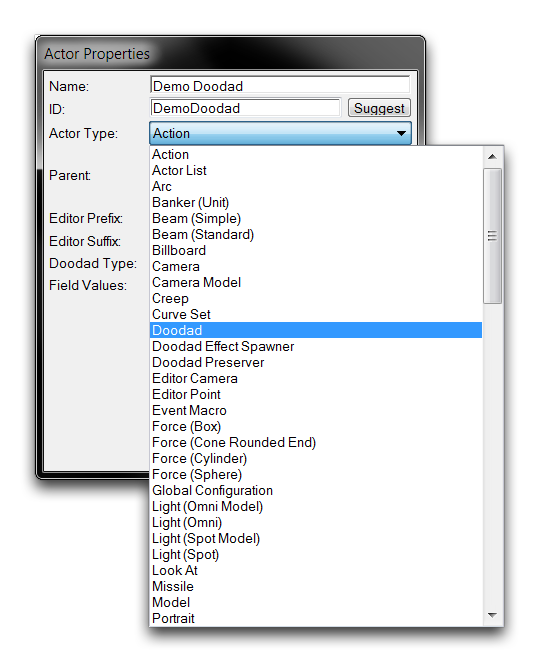 Actor Properties
Name: Demo Doodad
ID: DemoDoodad Suggest
Actor Type: Action
Parent:
Editor Prefix:
Editor Suffix:
Doodad Type:
Field Values:
Action
Actor List
Arc
Banker (Unit)
Beam (Simple)
Beam (Standard)
Billboard
Camera
Camera Model
Creep
Curve Set
Doodad
Doodad Effect Spawner
Doodad Preserver
Editor Camera
Editor Point
Event Macro
Force (Box)
Force (Cone Rounded End)
Force (Cylinder)
Force (Sphere)
Global Configuration
Light (Omni Model)
Light (Omni)
Light (Spot Model)
Light (Spot)
Look At
Missile
Model
Portrait